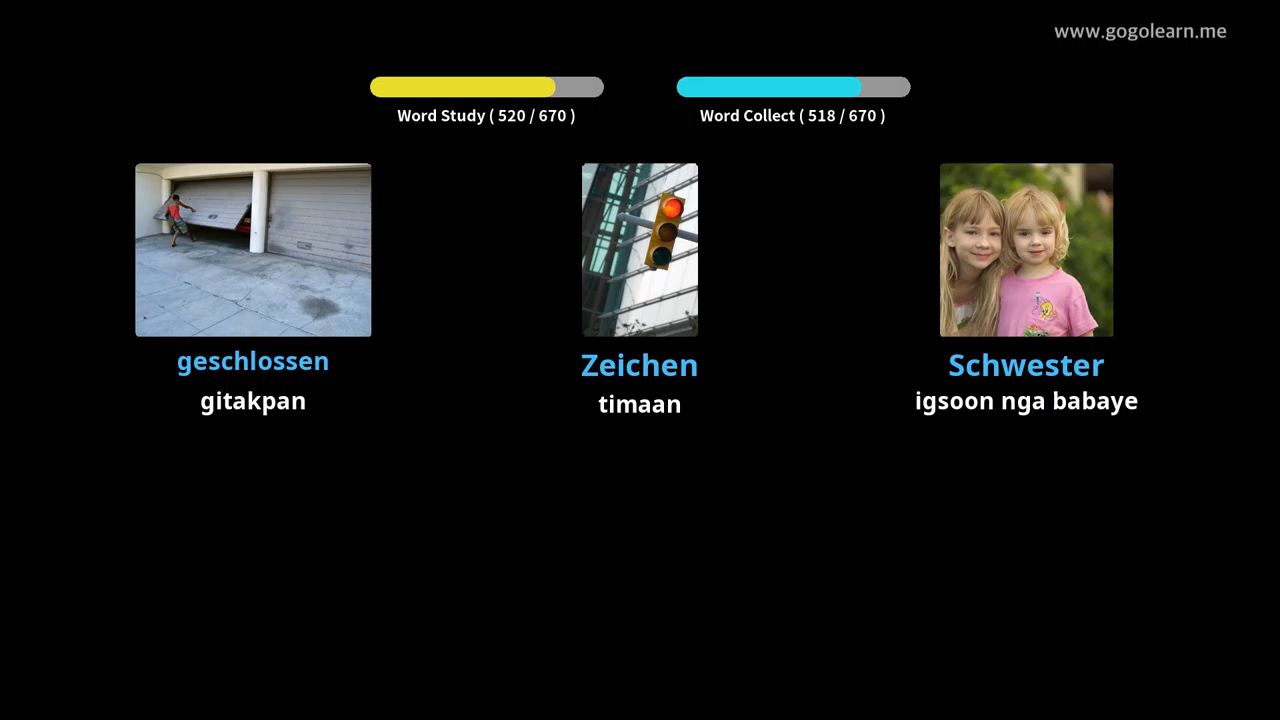 www.gogolearn.me
Word Study ( 520 / 670 )
Word Collect ( 518 / 670 )
geschlossen
gitakpan
Zeichen
timaan
Schwester
igsoon nga babaye